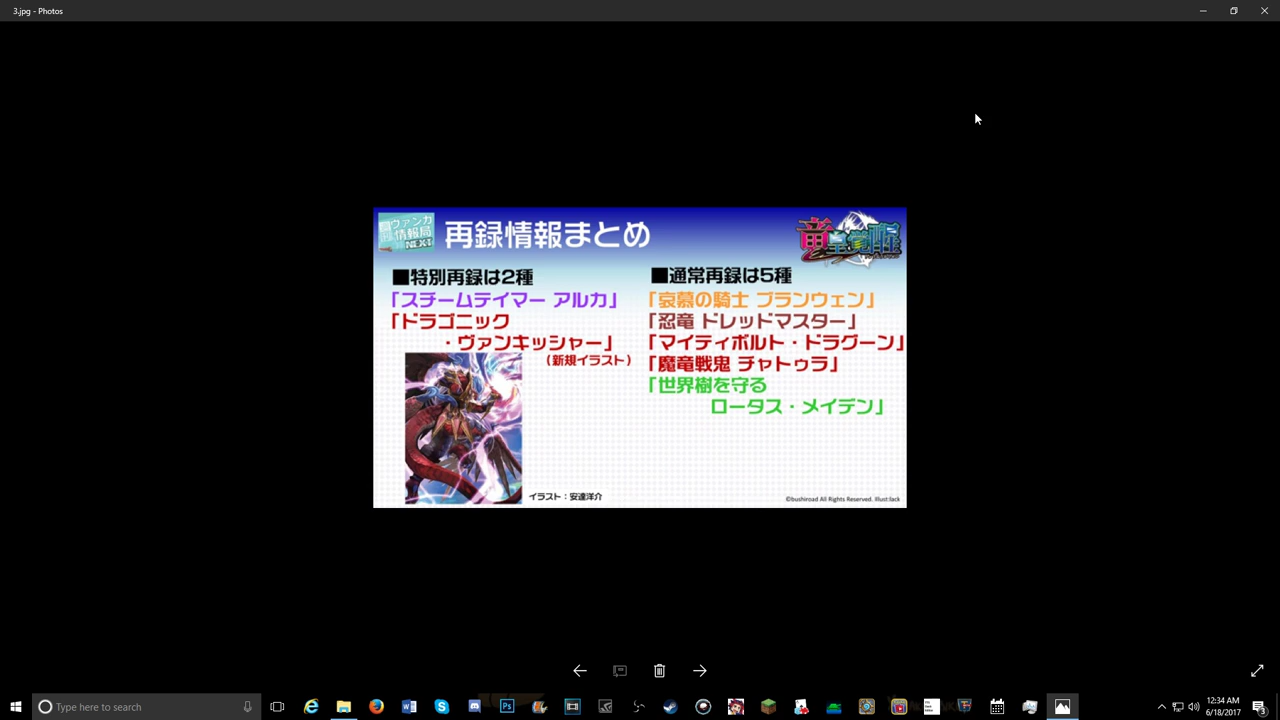 3.jpg - Photos
ヴァンガ
情報局
NEXT
再録情報まとめ
竜皇覚醒
■特別再録は2種
「スチームテイマー アルカ」
「ドラゴニック
・ヴァンキッシャー」
(新規イラスト)
イラスト:安達洋介
■通常再録は5種
「哀慕の騎士 ブランウェン」
「忍竜 ドレッドマスター」
「マイティボルト・ドラグーン」
「魔竜戦鬼 チャトゥラ」
「世界樹を守る
ロータス・メイデン」
©bushiroad All Rights Reserved. Illust:lack
Type here to search
12:34 AM
6/18/2017